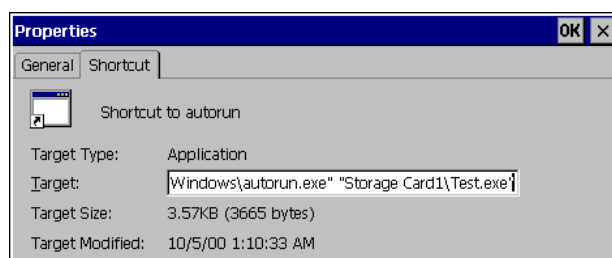 Properties OK ×
General Shortcut
Shortcut to autorun
Target Type: Application
Target: Windows\autorun.exe" "Storage Card1\Test.exe"
Target Size: 3.57KB (3665 bytes)
Target Modified: 10/5/00 1:10:33 AM